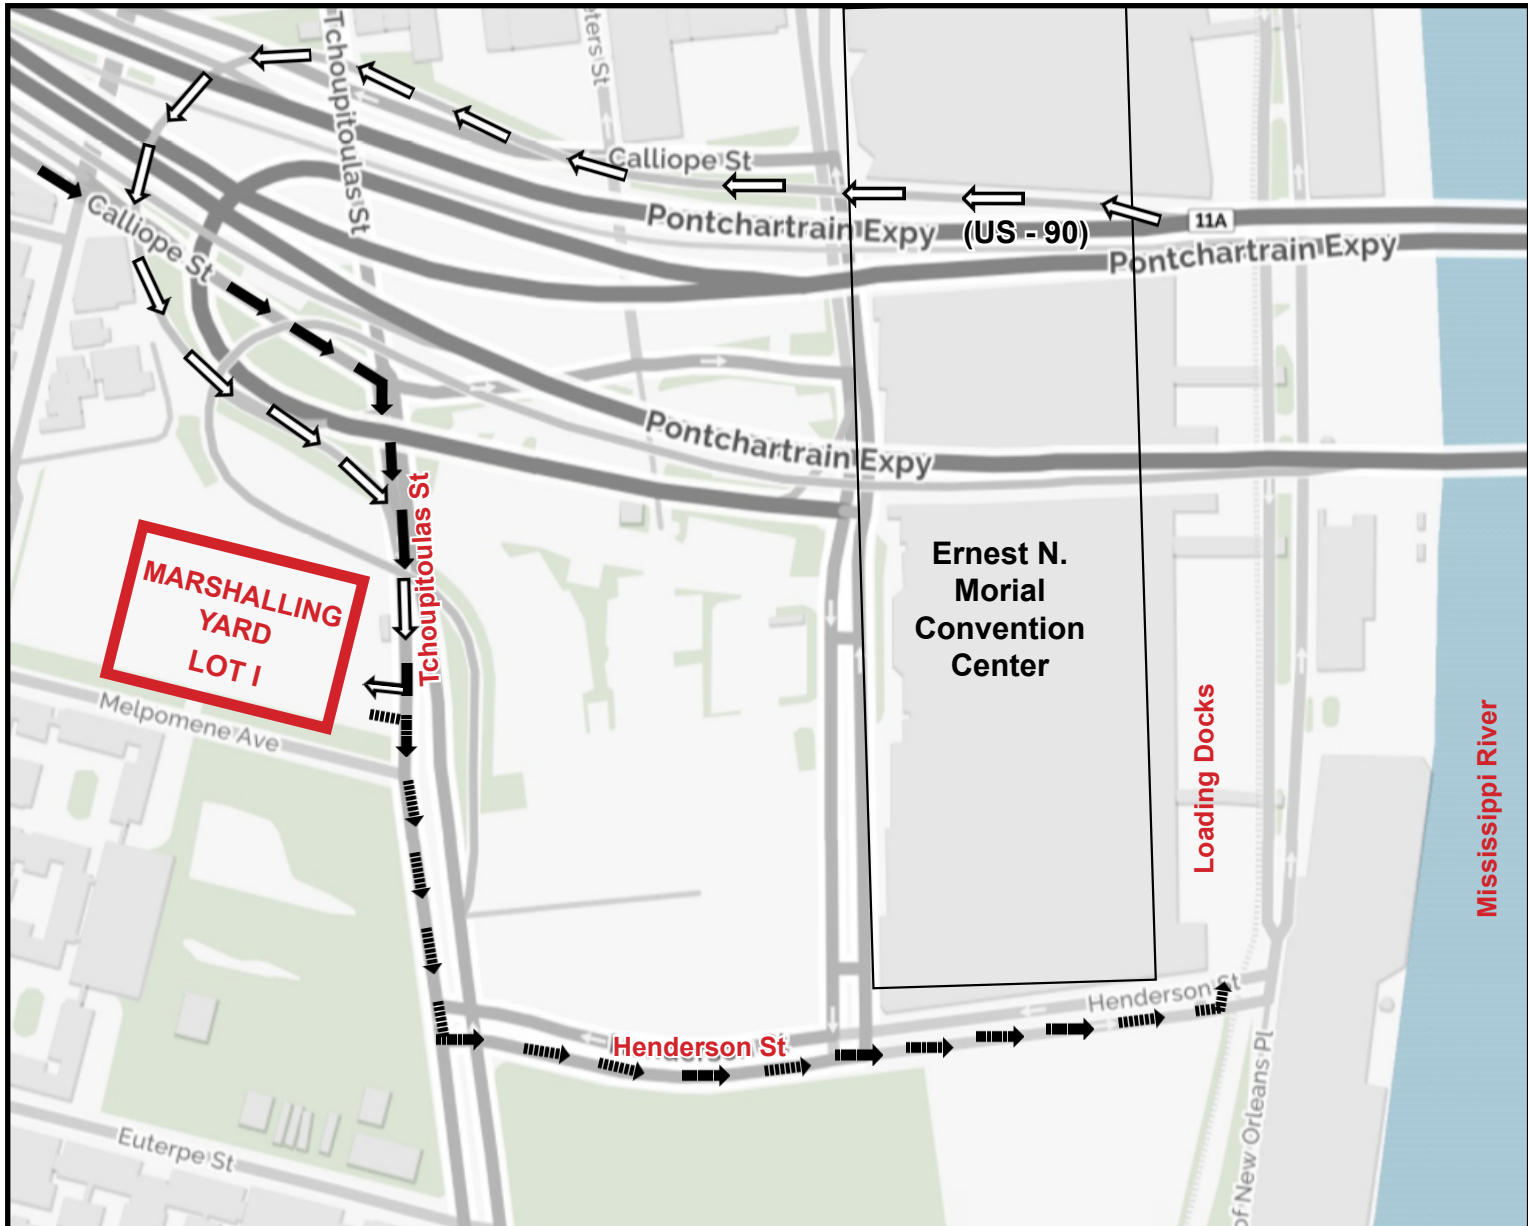 Tchoupitoulas St
eters St
Calliope St
Pontchartrain Expy
(US - 90)
11A
Pontchartrain Expy
Calliope St
Pontchartrain Expy
Tchoupitoulas St
MARSHALLING
YARD
LOT I
Ernest N.
Morial
Convention
Center
Loading Docks
Mississippi River
Melpomene Ave
Henderson St
Henderson St
Euterpe St
of New Orleans Pl